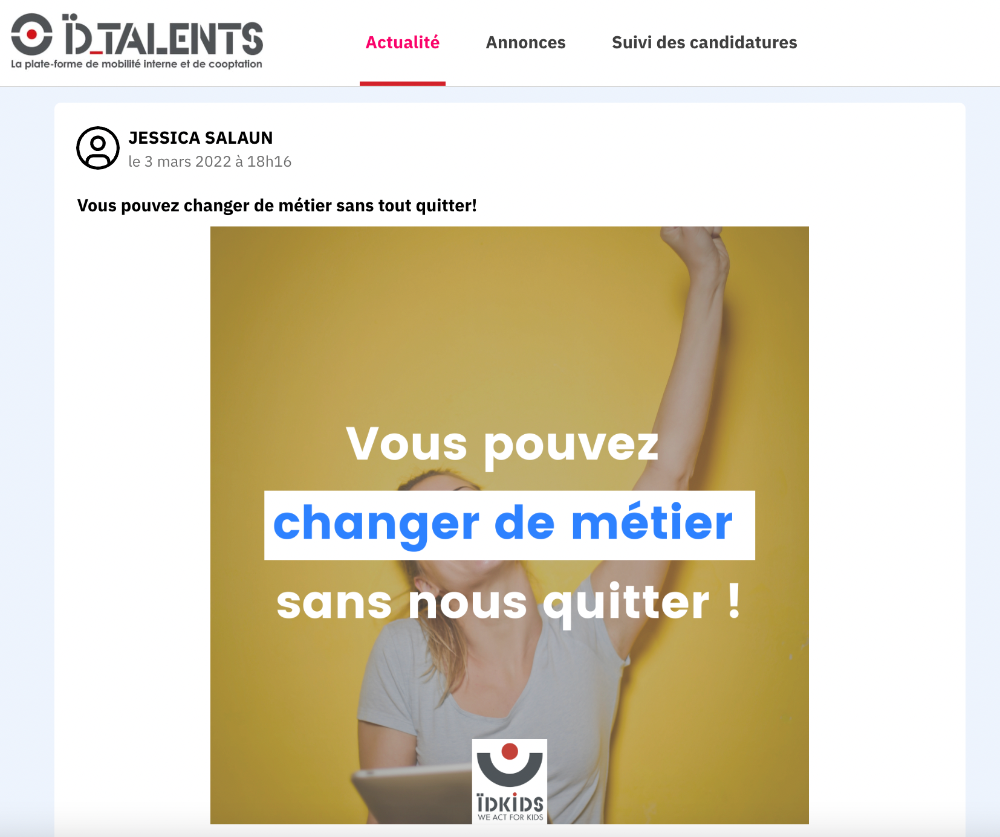 ÏD_TALENTS
La plate-forme de mobilité interne et de cooptation
Actualité
Annonces
Suivi des candidatures
JESSICA SALAUN
le 3 mars 2022 à 18h16
Vous pouvez changer de métier sans tout quitter!
Vous pouvez
changer de métier
sans nous quitter !
ÏDKIDS
WE ACT FOR KIDS